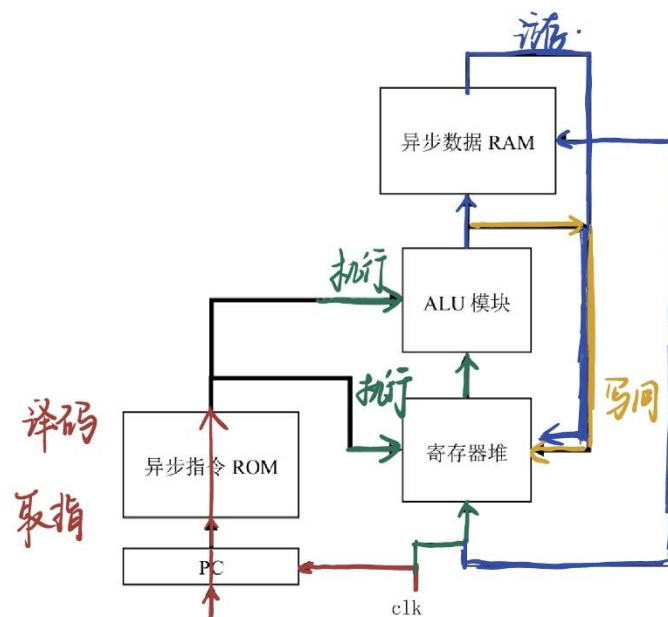 访存.
异步数据 RAM
执行
ALU 模块
执行
写回
译码
异步指令 ROM
寄存器堆
取指
PC
clk